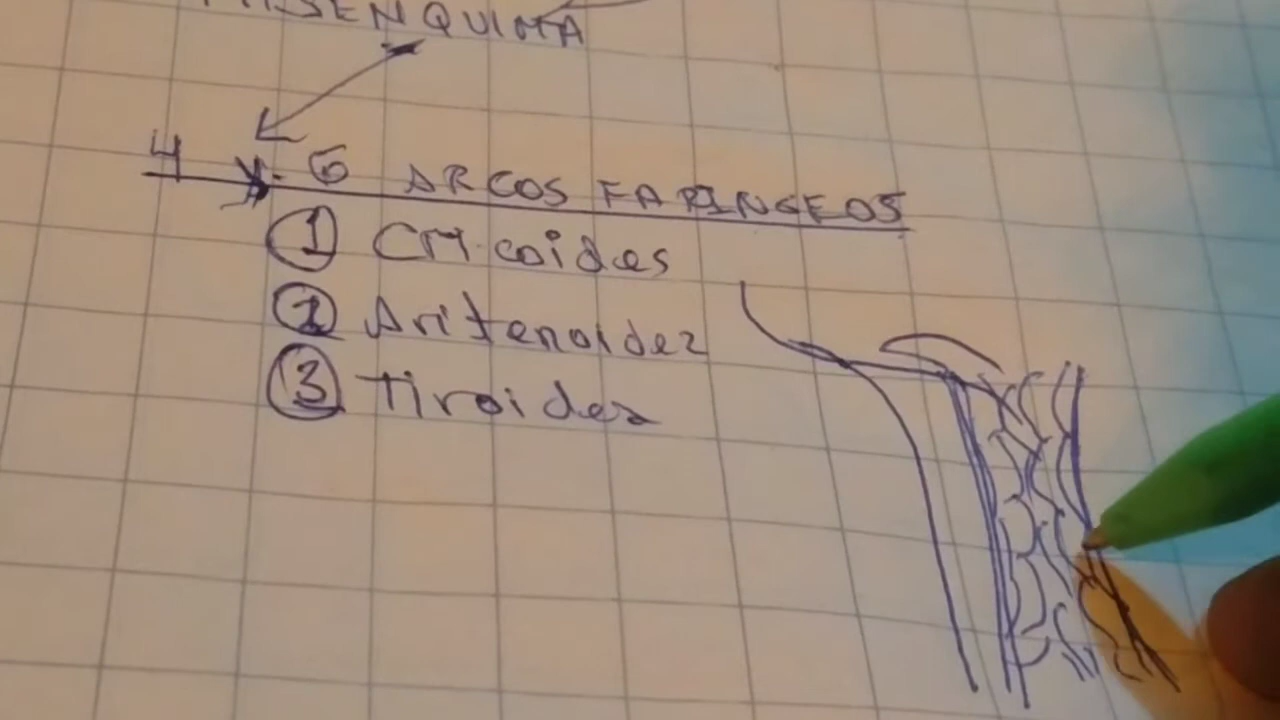 MESENQUIMA
4 y 6 ARCOS FARINGEOS
1 Cricoides
2 Aritenoidez
3 Tiroidez